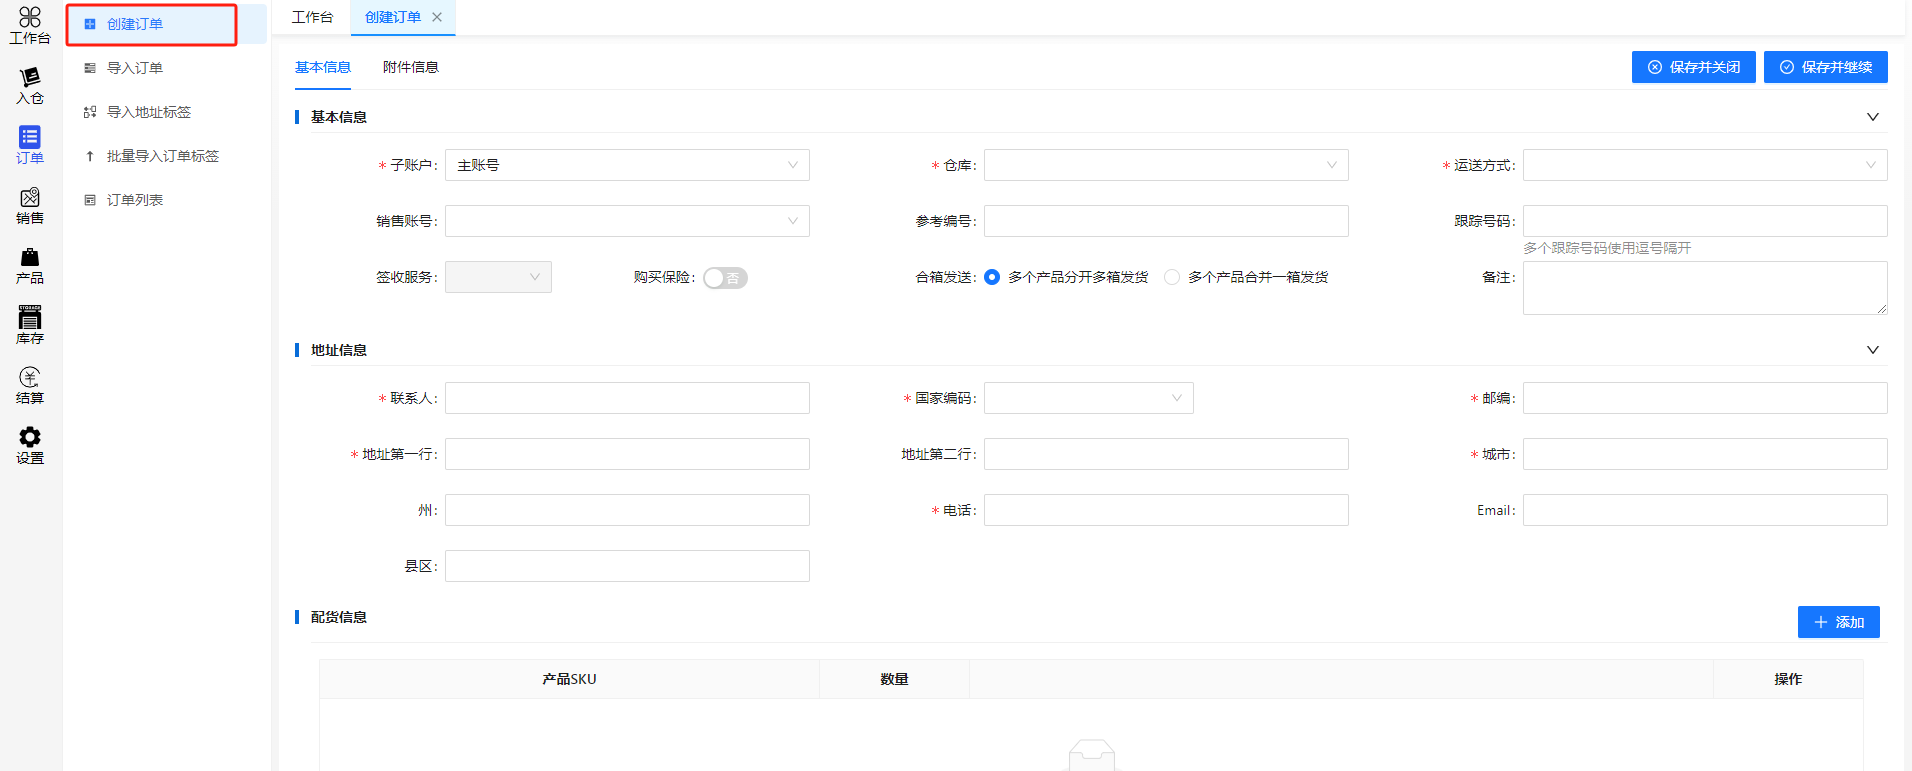 工作台
入仓
订单
销售
产品
库存
结算
设置
创建订单
导入订单
导入地址标签
批量导入订单标签
订单列表
工作台 创建订单
基本信息 附件信息 保存并关闭 保存并继续
基本信息
* 子账户: 主账号 * 仓库: * 运送方式:
销售账号: 参考编号: 跟踪号码:
多个跟踪号码使用逗号隔开
签收服务: 购买保险: 否 合箱发送: 多个产品分开多箱发货 多个产品合并一箱发货 备注:
地址信息
* 联系人: * 国家编码: * 邮编:
* 地址第一行: 地址第二行: * 城市:
州: * 电话: Email:
县区:
配货信息 添加
产品SKU 数量 操作